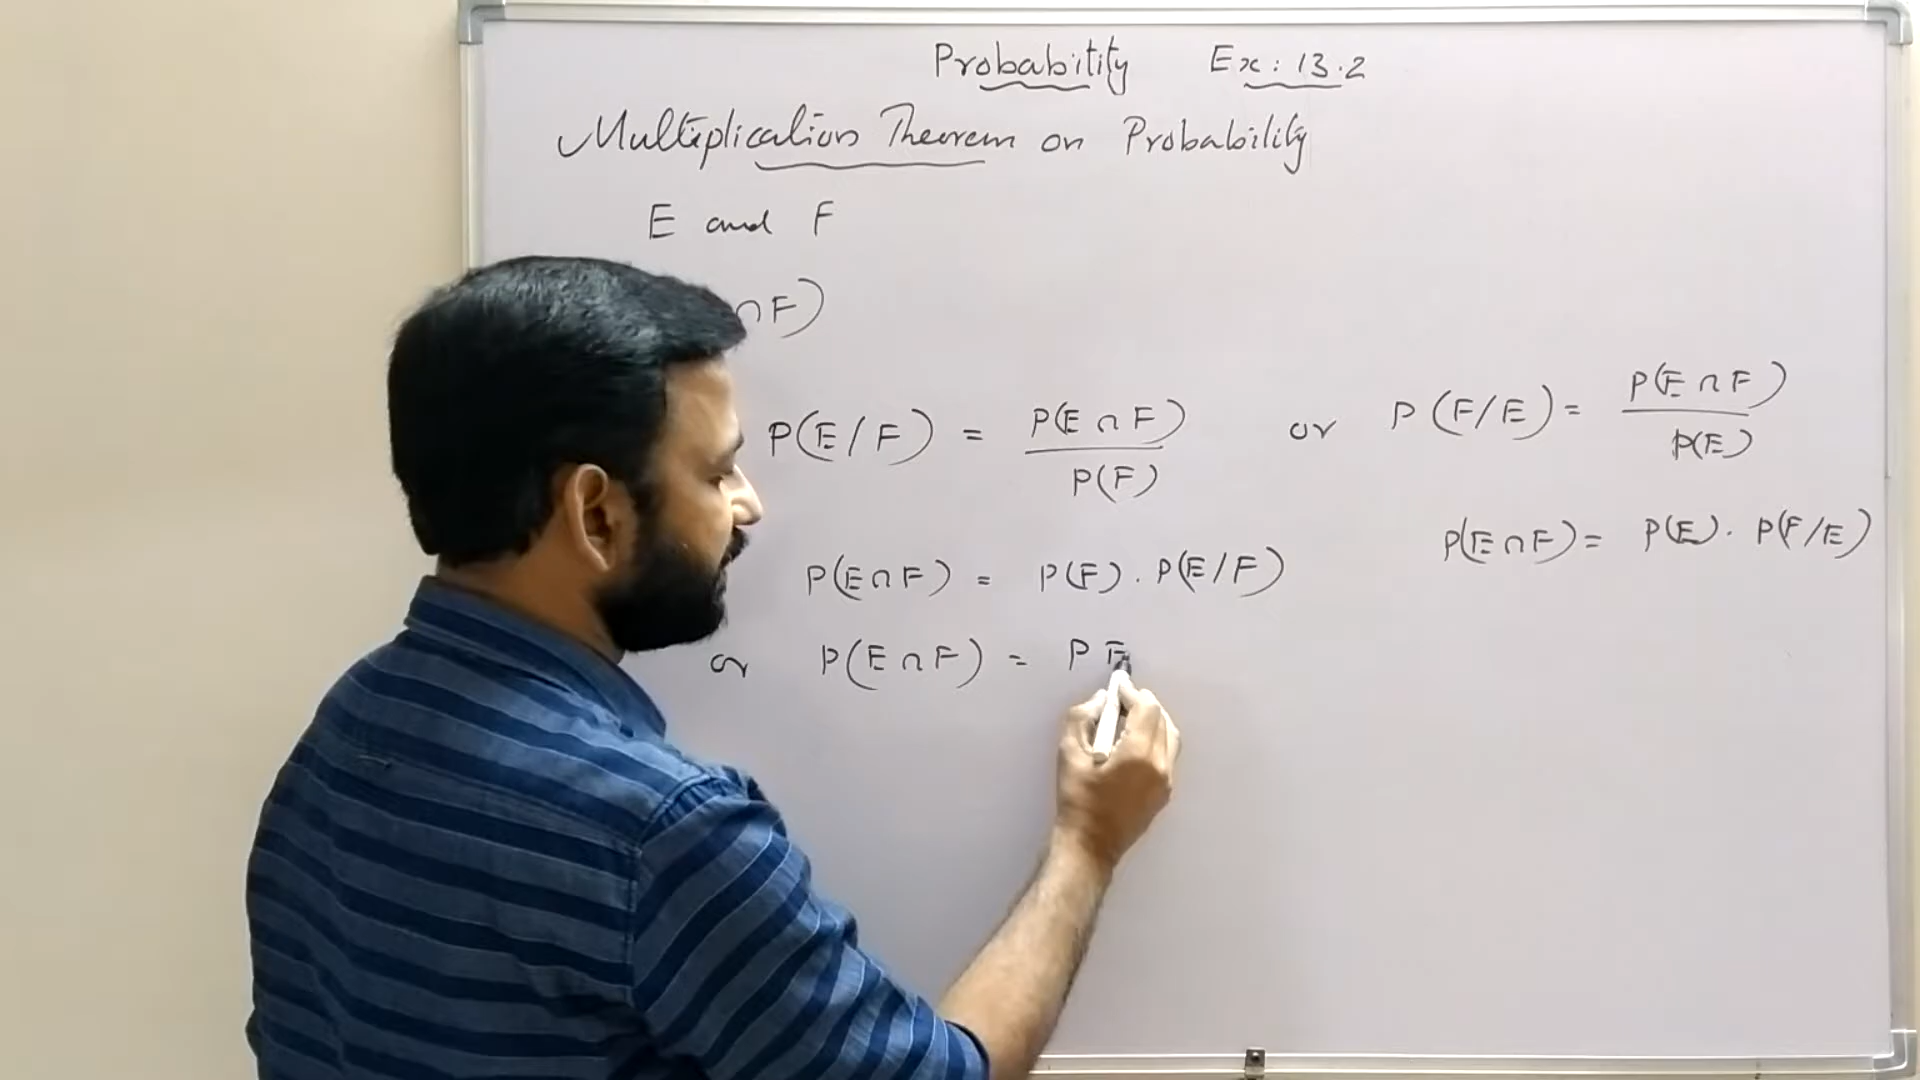 Probability Ex: 13.2
Multiplication Theorem on Probability
E and F
∩F)
P(E/F) = P(E∩F)/P(F) or P(F/E) = P(E∩F)/P(E)
P(E∩F) = P(E). P(F/E)
P(E∩F) = P(F). P(E/F)
or P(E∩F) = P E